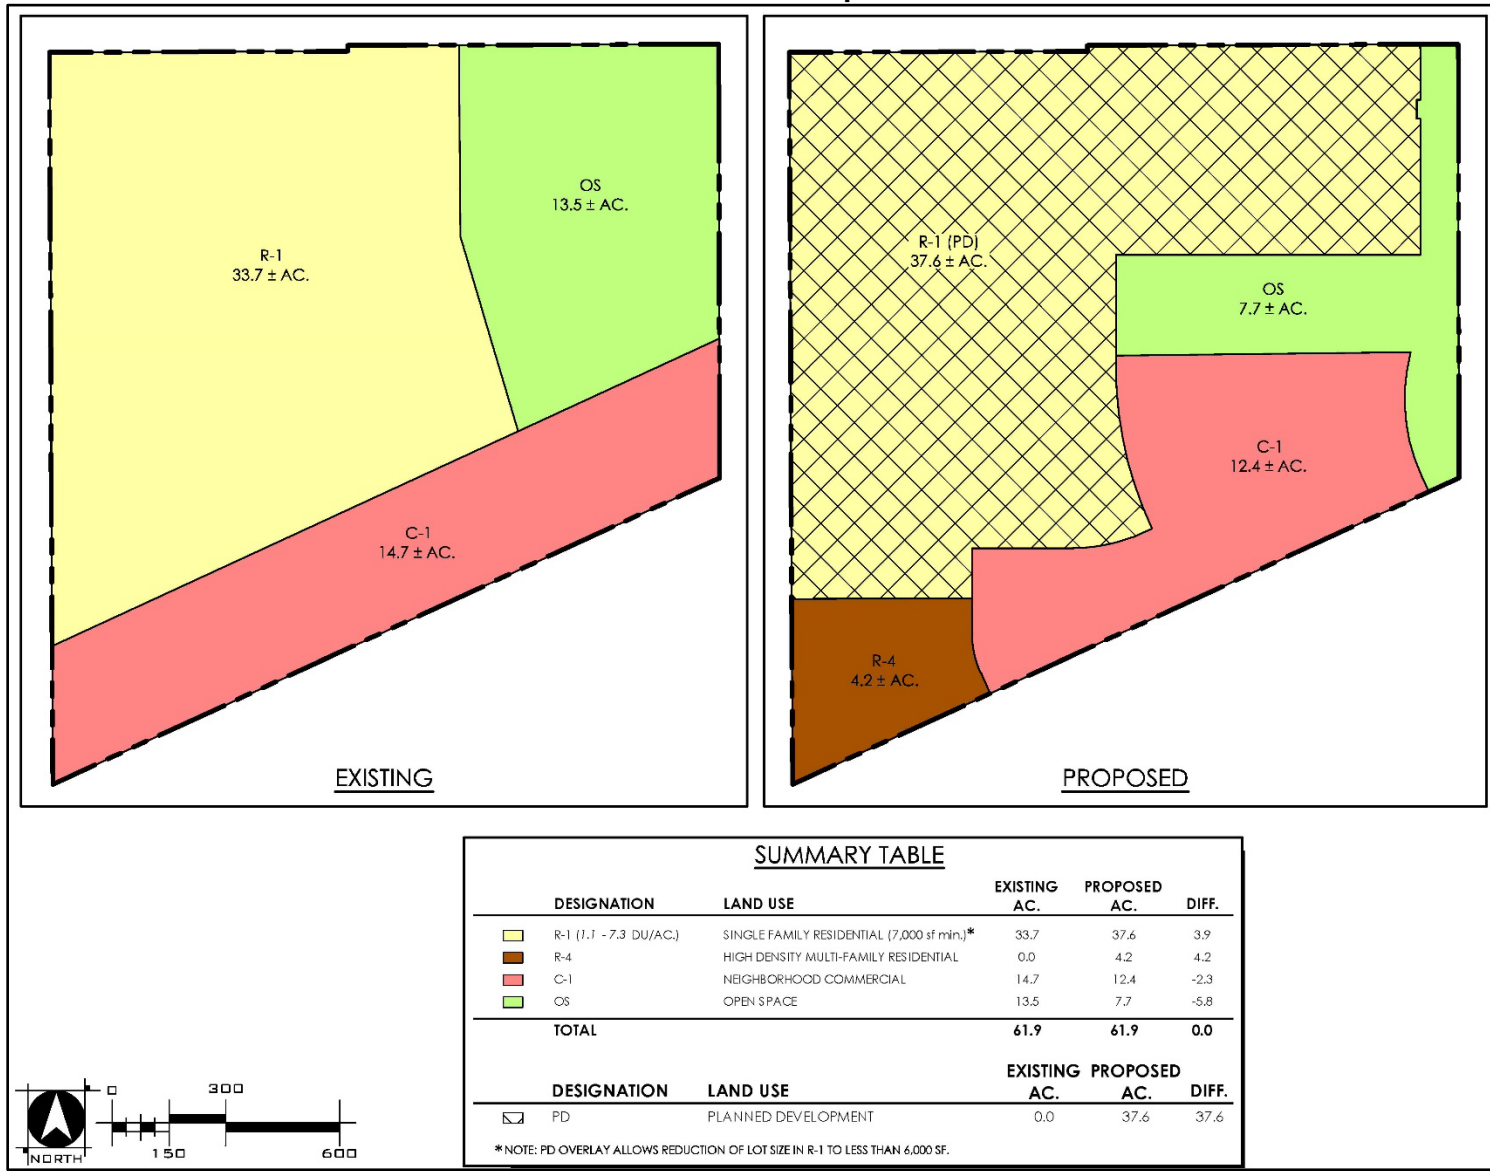 R-1
33.7 ± AC.
OS
13.5 ± AC.
C-1
14.7 ± AC.
EXISTING
R-1 (PD)
37.6 ± AC.
OS
7.7 ± AC.
C-1
12.4 ± AC.
R-4
4.2 ± AC.
PROPOSED
SUMMARY TABLE
DESIGNATION LAND USE EXISTING AC. PROPOSED AC. DIFF.
R-1 (1.1 - 7.3 DU/AC.) SINGLE FAMILY RESIDENTIAL (7,000 sf min.)* 33.7 37.6 3.9
R-4 HIGH DENSITY MULTI-FAMILY RESIDENTIAL 0.0 4.2 4.2
C-1 NEIGHBORHOOD COMMERCIAL 14.7 12.4 -2.3
OS OPEN SPACE 13.5 7.7 -5.8
TOTAL 61.9 61.9 0.0
DESIGNATION LAND USE EXISTING AC. PROPOSED AC. DIFF.
PD PLANNED DEVELOPMENT 0.0 37.6 37.6
*NOTE: PD OVERLAY ALLOWS REDUCTION OF LOT SIZE IN R-1 TO LESS THAN 6,000 SF.
NORTH
0 300
150 600